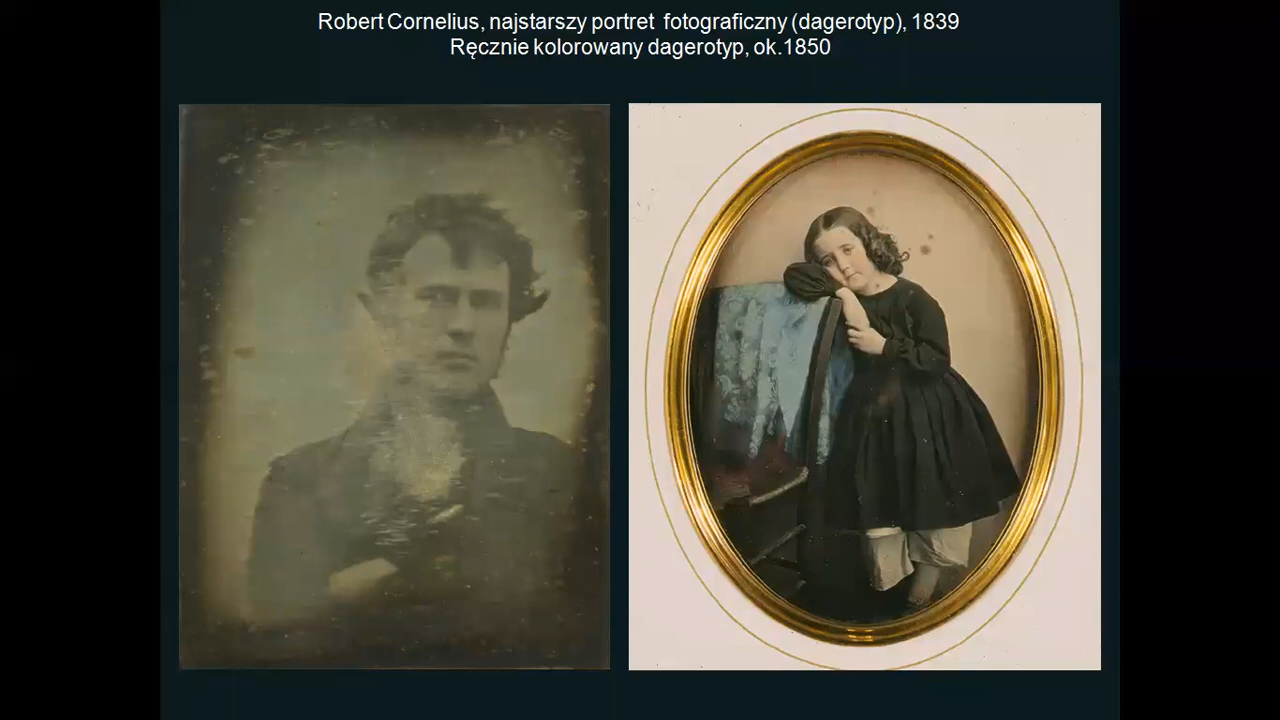 Robert Cornelius, najstarszy portret fotograficzny (dagerotyp), 1839
Ręcznie kolorowany dagerotyp, ok.1850